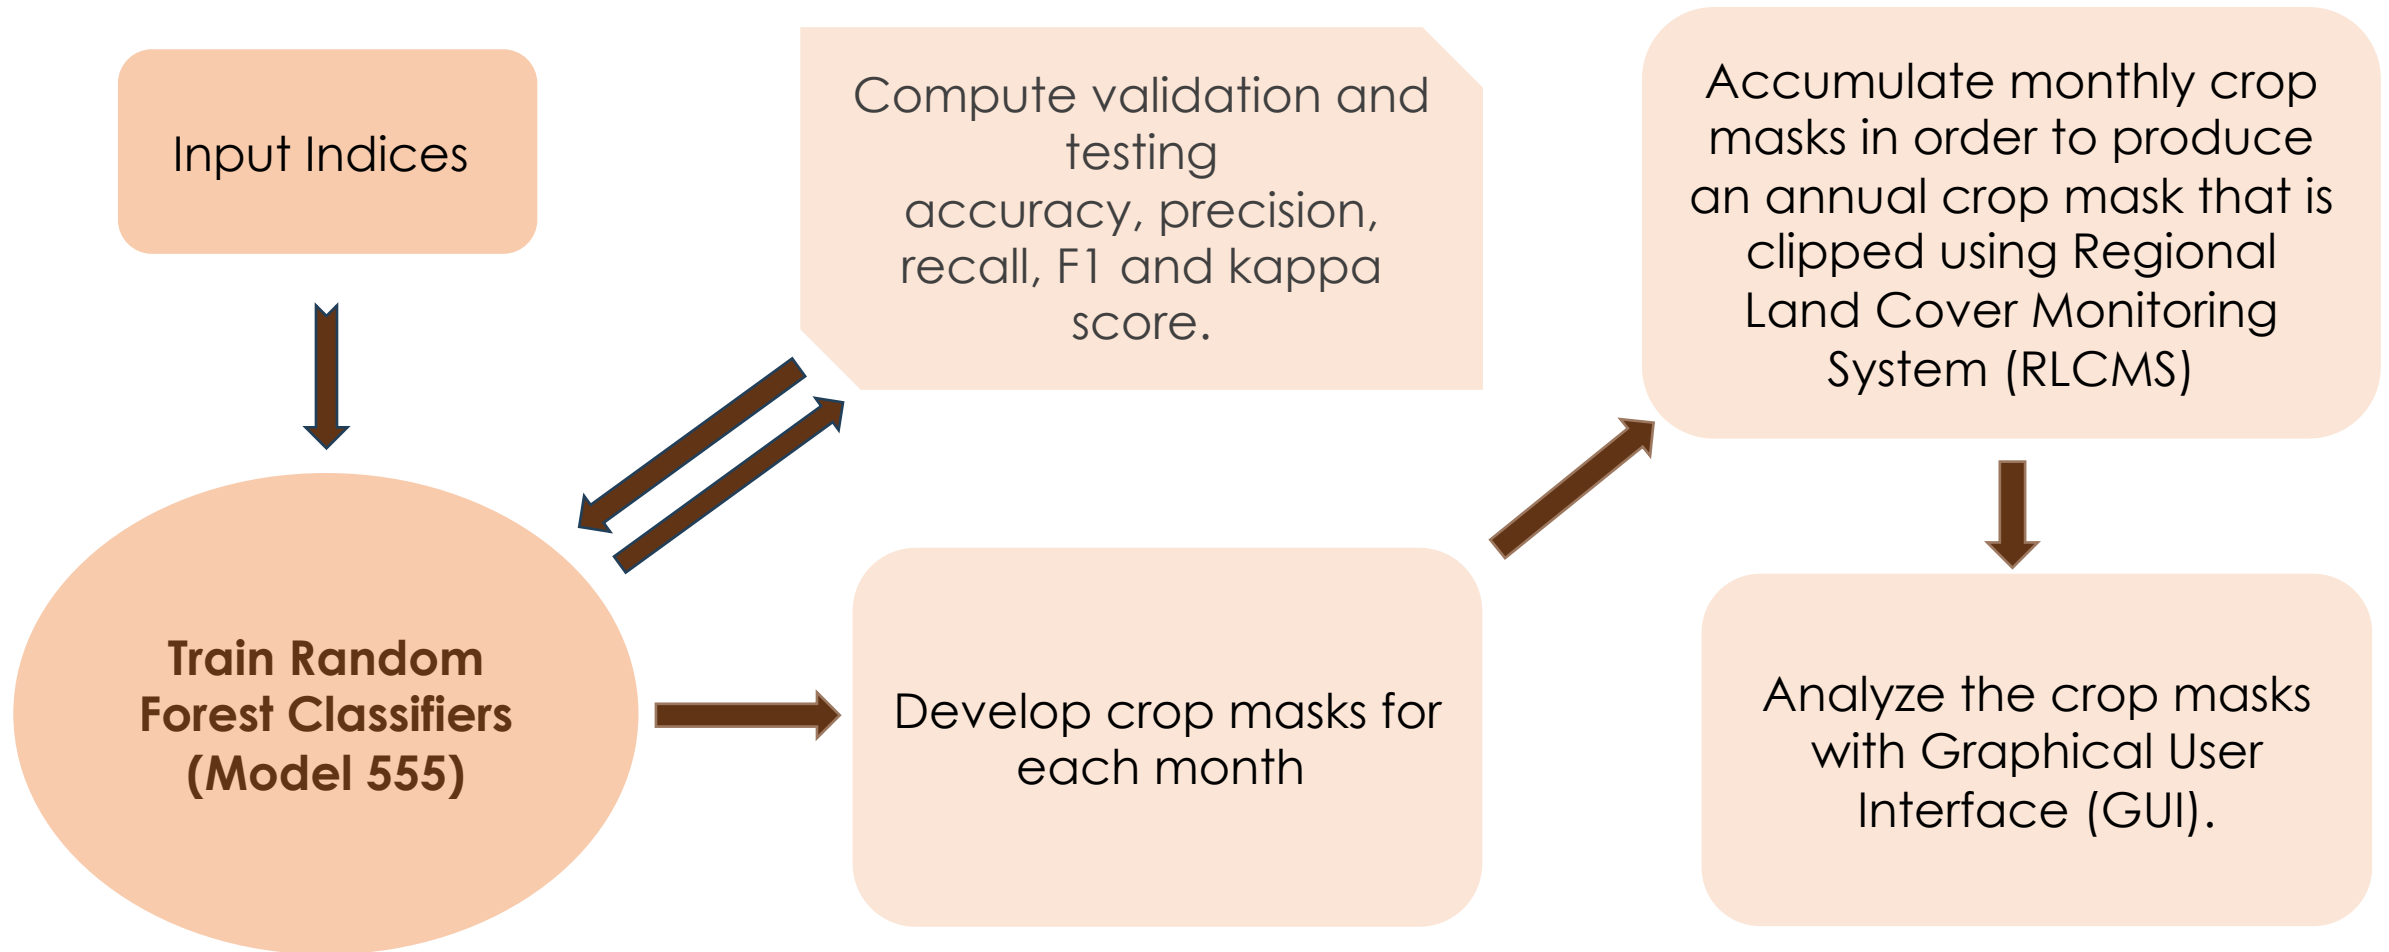 Input Indices
Train Random
Forest Classifiers
(Model 555)
Compute validation and
testing
accuracy, precision,
recall, F1 and kappa
score.
Develop crop masks for
each month
Accumulate monthly crop
masks in order to produce
an annual crop mask that is
clipped using Regional
Land Cover Monitoring
System (RLCMS)
Analyze the crop masks
with Graphical User
Interface (GUI).